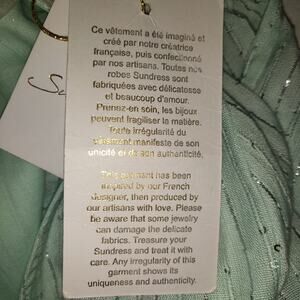 Ce vêtement a été imaginé et
créé par notre créatrice
française, puis confectionné
par nos artisans. Toutes nos
robes Sundress sont
fabriquées avec délicatesse
et beaucoup d'amour.
Prenez-en soin, les bijoux
peuvent fragiliser la matière.
Toute irrégularité du
vêtement manifeste de son
unicité et de son authenticité.
This garment has been
inspired by our French
designer, then produced by
our artisans with love. Please
be aware that some jewelry
can damage the delicate
fabrics. Treasure your
Sundress and treat it with
care. Any irregularity of this
garment shows its
uniqueness and authenticity.